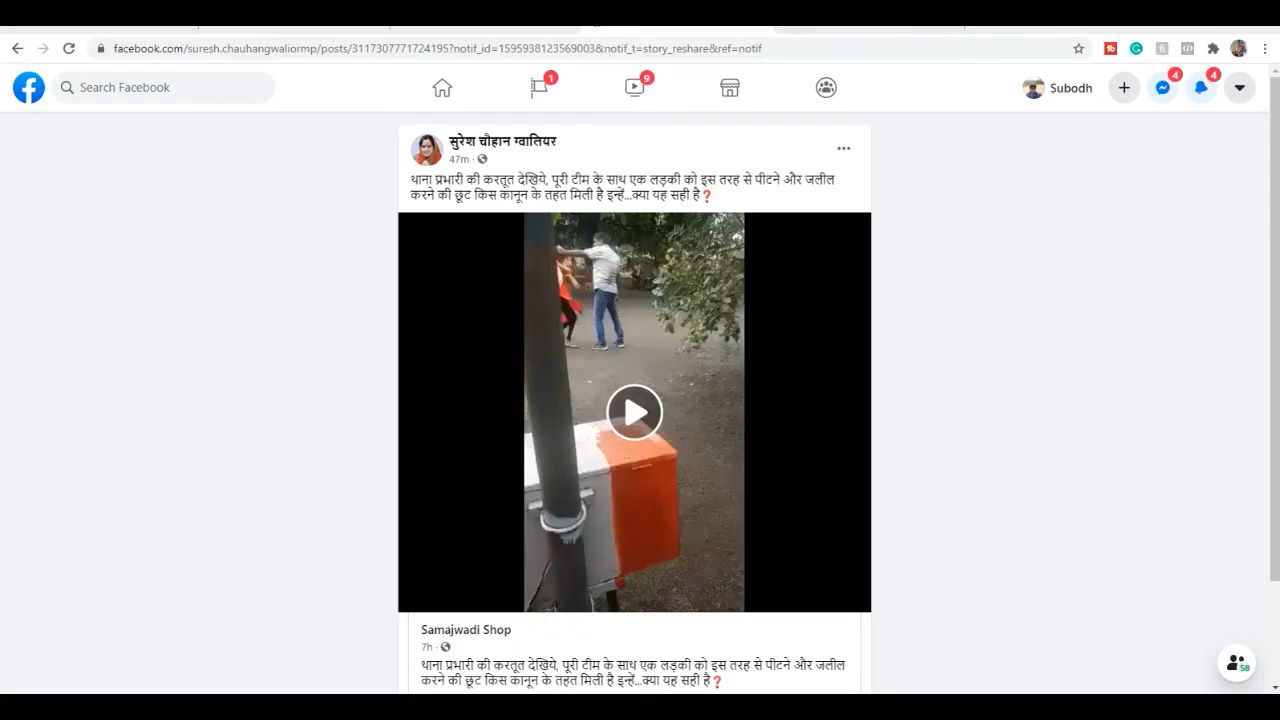 facebook.com/suresh.chauhangwaliormp/posts/3117307771724195?notif_id=1595938123569003&notif_t=story_reshare&ref=notif
Search Facebook
1
9
Subodh
4
4
सुरेश चौहान ग्वालियर
47m ·
थाना प्रभारी की करतूत देखिये, पूरी टीम के साथ एक लड़की को इस तरह से पीटने और जलील
करने की छूट किस कानून के तहत मिली है इन्हें...क्या यह सही है❓
Samajwadi Shop
7h ·
थाना प्रभारी की करतूत देखिये, पूरी टीम के साथ एक लड़की को इस तरह से पीटने और जलील
करने की छूट किस कानून के तहत मिली है इन्हें...क्या यह सही है❓
58